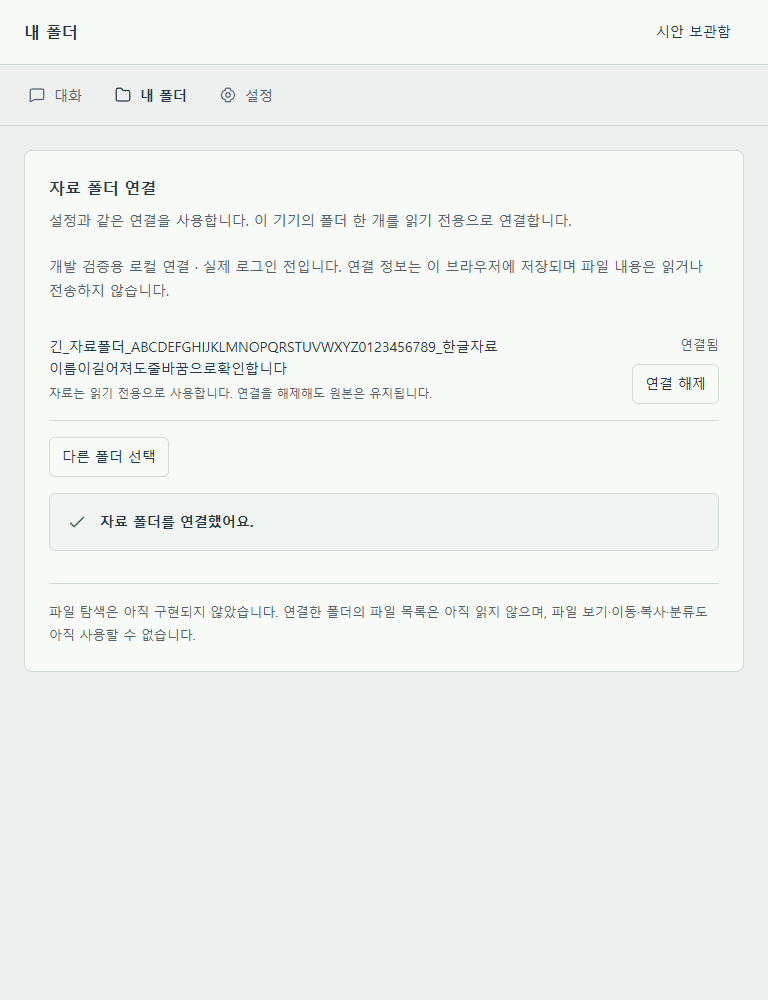 내 폴더
시안 보관함
대화
내 폴더
설정
자료 폴더 연결
설정과 같은 연결을 사용합니다. 이 기기의 폴더 한 개를 읽기 전용으로 연결합니다.
개발 검증용 로컬 연결 · 실제 로그인 전입니다. 연결 정보는 이 브라우저에 저장되며 파일 내용은 읽거나
전송하지 않습니다.
긴_자료폴더_ABCDEFGHIJKLMNOPQRSTUVWXYZ0123456789_한글자료
이름이길어져도줄바꿈으로확인합니다
자료는 읽기 전용으로 사용합니다. 연결을 해제해도 원본은 유지됩니다.
연결됨
연결 해제
다른 폴더 선택
자료 폴더를 연결했어요.
파일 탐색은 아직 구현되지 않았습니다. 연결한 폴더의 파일 목록은 아직 읽지 않으며, 파일 보기·이동·복사·분류도
아직 사용할 수 없습니다.